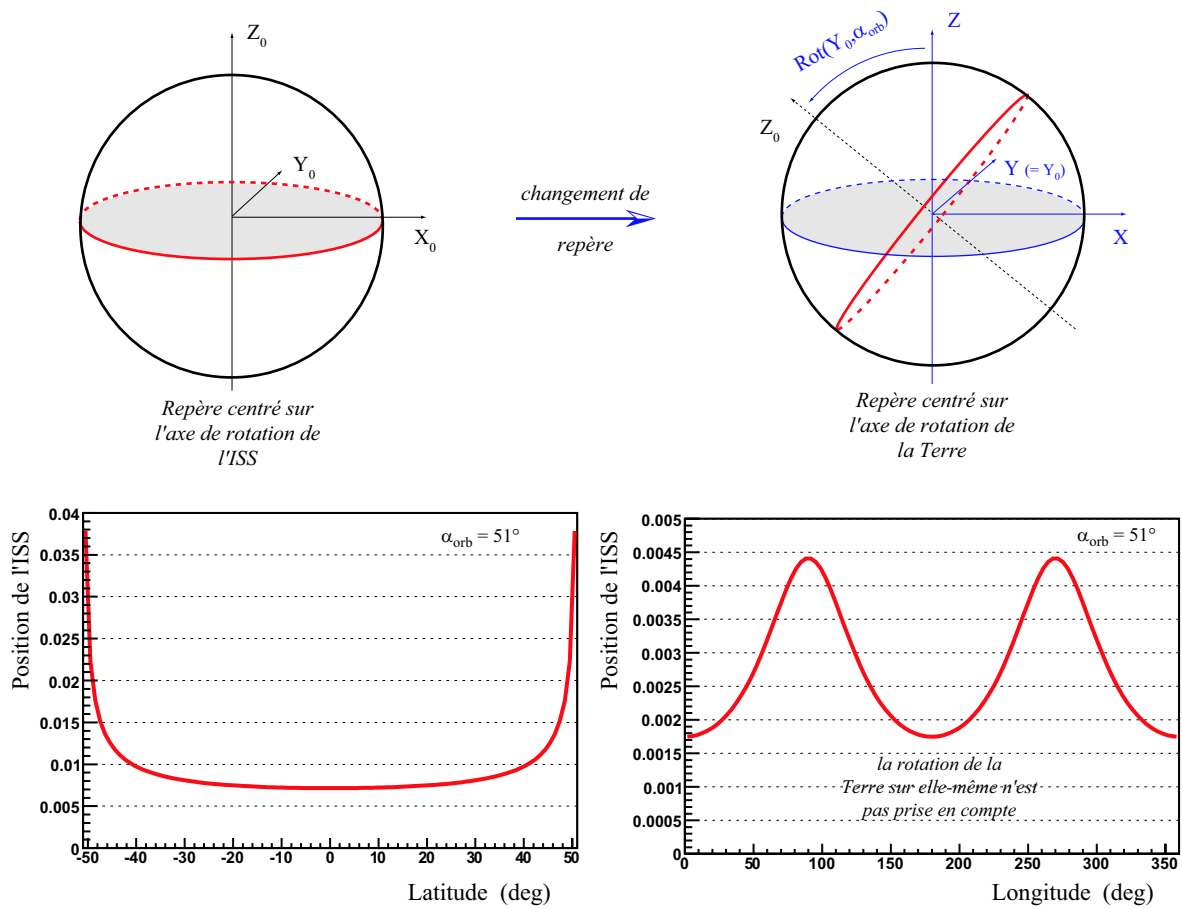 Z0
Y0
X0
Repère centré sur
l'axe de rotation de
l'ISS
changement de
repère
Rot(Y0,αorb)
Z
Z0
Y (= Y0)
X
Repère centré sur
l'axe de rotation de
la Terre
Position de l'ISS
0.04
0.035
0.03
0.025
0.02
0.015
0.01
0.005
0
αorb = 51°
-50 -40 -30 -20 -10 0 10 20 30 40 50
Latitude (deg)
Position de l'ISS
0.005
0.0045
0.004
0.0035
0.003
0.0025
0.002
0.0015
0.001
0.0005
0
αorb = 51°
la rotation de la
Terre sur elle-même n'est
pas prise en compte
0 50 100 150 200 250 300 350
Longitude (deg)